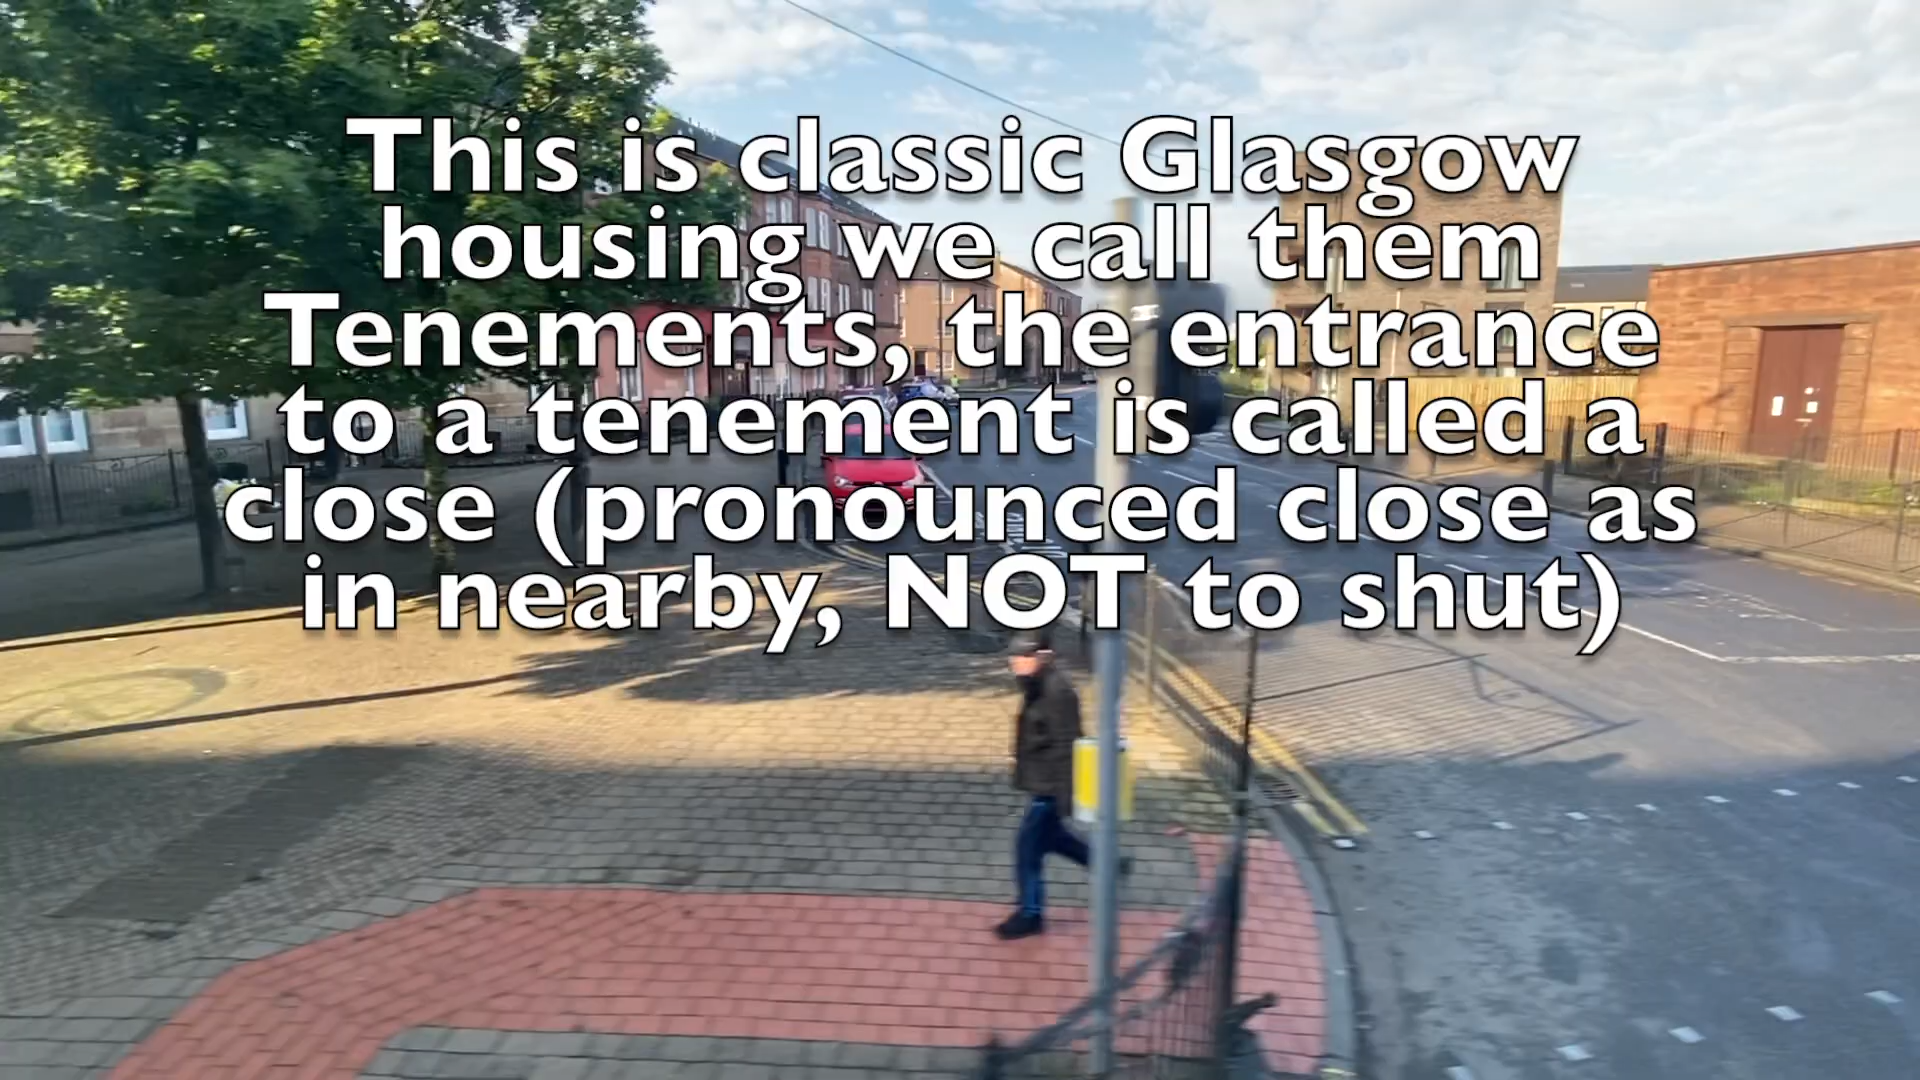 This is classic Glasgow
housing we call them
Tenements, the entrance
to a tenement is called a
close (pronounced close as
in nearby, NOT to shut)